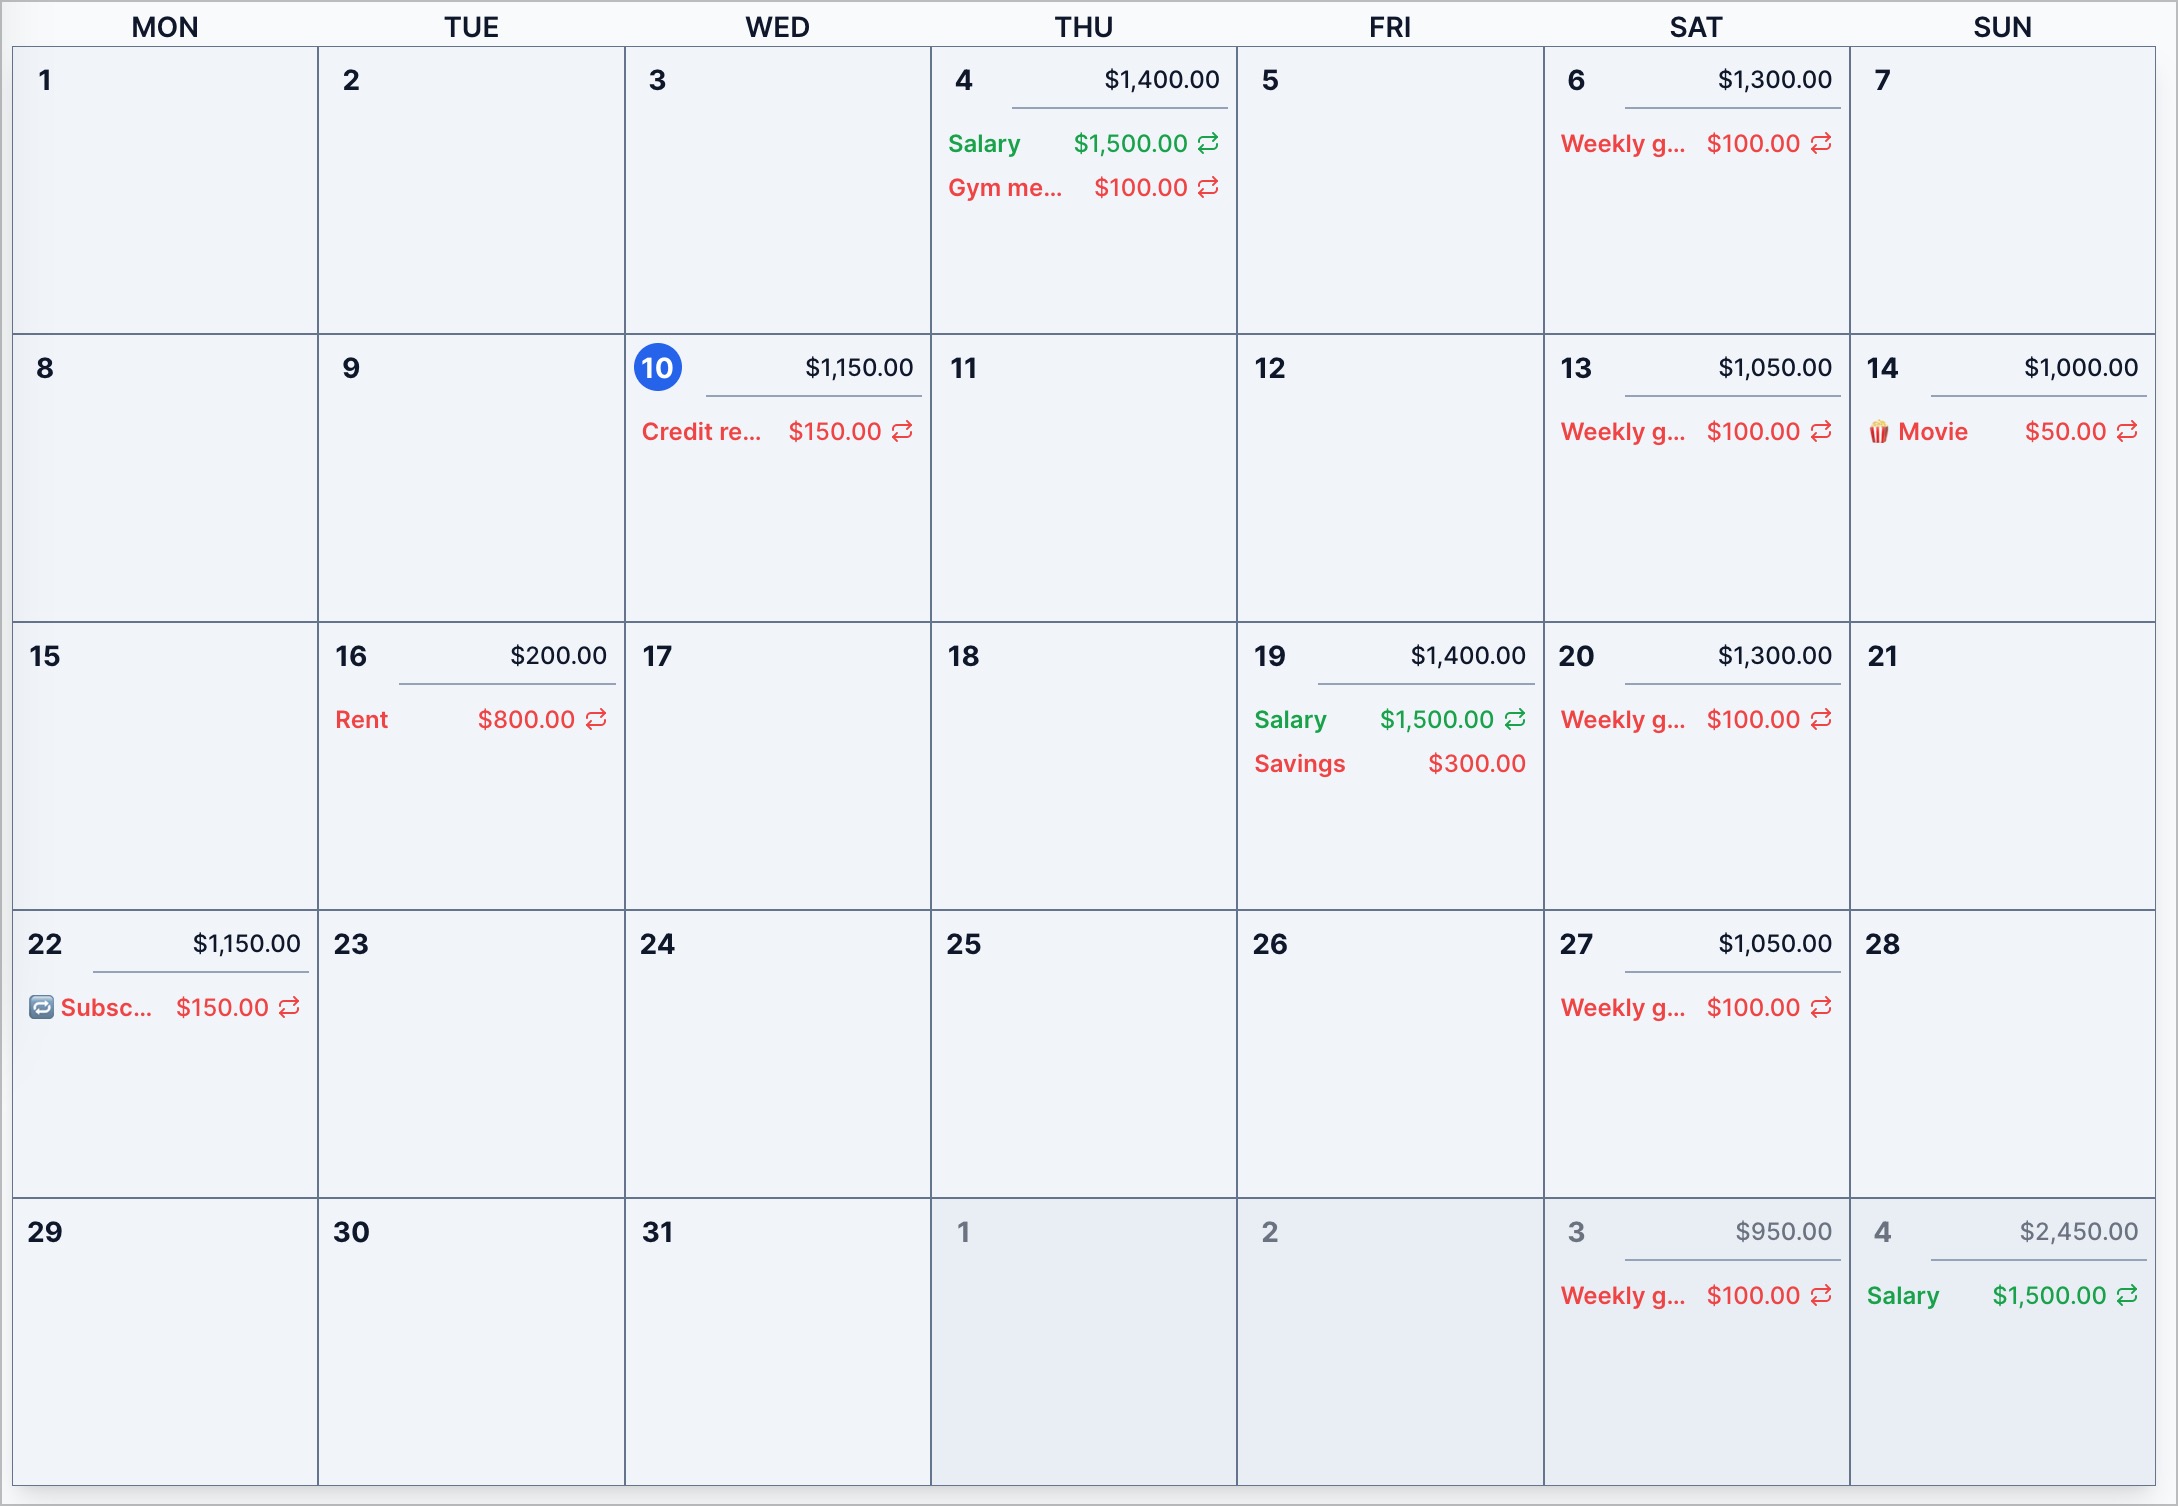 MON TUE WED THU FRI SAT SUN
1
2
3
4 $1,400.00
Salary $1,500.00
Gym me... $100.00
5
6 $1,300.00
Weekly g... $100.00
7
8
9
10 $1,150.00
Credit re... $150.00
11
12
13 $1,050.00
Weekly g... $100.00
14 $1,000.00
🍿 Movie $50.00
15
16 $200.00
Rent $800.00
17
18
19 $1,400.00
Salary $1,500.00
Savings $300.00
20 $1,300.00
Weekly g... $100.00
21
22 $1,150.00
🔁 Subsc... $150.00
23
24
25
26
27 $1,050.00
Weekly g... $100.00
28
29
30
31
1
2
3 $950.00
Weekly g... $100.00
4 $2,450.00
Salary $1,500.00